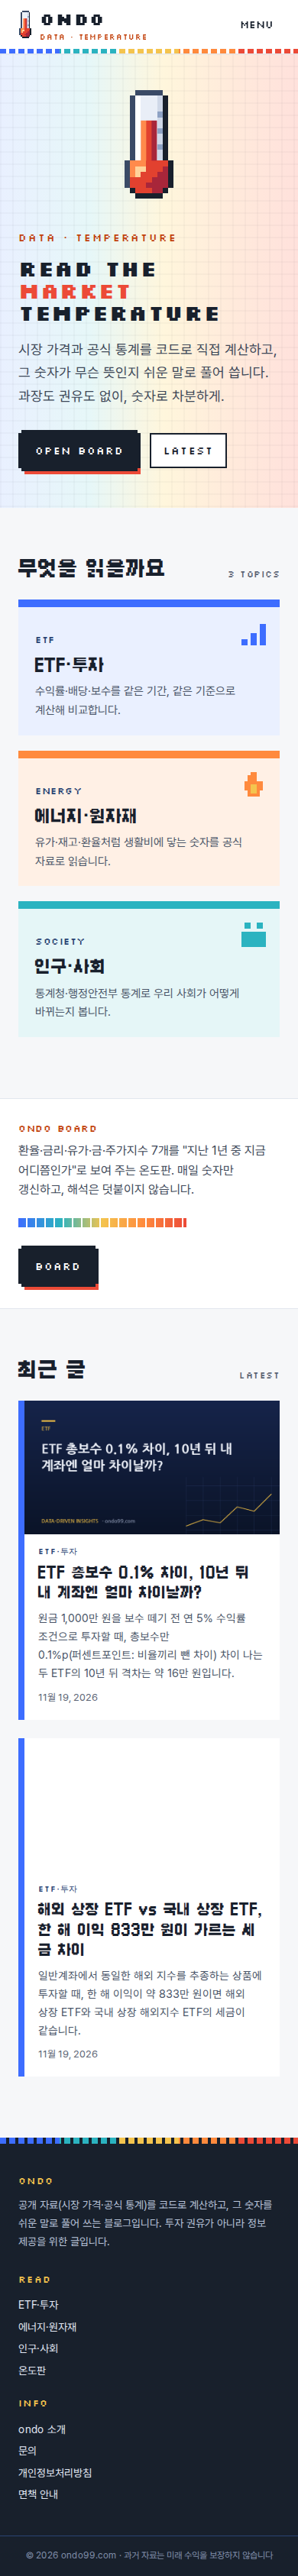 ONDO
DATA · TEMPERATURE
MENU
DATA · TEMPERATURE
READ THE
MARKET
TEMPERATURE
시장 가격과 공식 통계를 코드로 직접 계산하고,
그 숫자가 무슨 뜻인지 쉬운 말로 풀어 씁니다.
과장도 권유도 없이, 숫자로 차분하게.
OPEN BOARD
LATEST
무엇을 읽을까요
3 TOPICS
ETF
ETF·투자
수익률·배당·보수를 같은 기간, 같은 기준으로
계산해 비교합니다.
ENERGY
에너지·원자재
유가·재고·환율처럼 생활비에 닿는 숫자를 공식
자료로 읽습니다.
SOCIETY
인구·사회
통계청·행정안전부 통계로 우리 사회가 어떻게
바뀌는지 봅니다.
ONDO BOARD
환율·금리·유가·금·주가지수 7개를 "지난 1년 중 지금
어디쯤인가"로 보여 주는 온도판. 매일 숫자만
갱신하고, 해석은 덧붙이지 않습니다.
BOARD
최근 글
LATEST
ETF
ETF 총보수 0.1% 차이, 10년 뒤 내
계좌엔 얼마 차이날까?
DATA-DRIVEN INSIGHTS · ondo99.com
ETF·투자
ETF 총보수 0.1% 차이, 10년 뒤
내 계좌엔 얼마 차이날까?
원금 1,000만 원을 보수 떼기 전 연 5% 수익률
조건으로 투자할 때, 총보수만
0.1%p(퍼센트포인트: 비율끼리 뺀 차이) 차이 나는
두 ETF의 10년 뒤 격차는 약 16만 원입니다.
11월 19, 2026
ETF·투자
해외 상장 ETF vs 국내 상장 ETF,
한 해 이익 833만 원이 가르는 세
금 차이
일반계좌에서 동일한 해외 지수를 추종하는 상품에
투자할 때, 한 해 이익이 약 833만 원이면 해외
상장 ETF와 국내 상장 해외지수 ETF의 세금이
같습니다.
11월 19, 2026
ONDO
공개 자료(시장 가격·공식 통계)를 코드로 계산하고, 그 숫자를
쉬운 말로 풀어 쓰는 블로그입니다. 투자 권유가 아니라 정보
제공을 위한 글입니다.
READ
ETF·투자
에너지·원자재
인구·사회
온도판
INFO
ondo 소개
문의
개인정보처리방침
면책 안내
© 2026 ondo99.com · 과거 자료는 미래 수익을 보장하지 않습니다